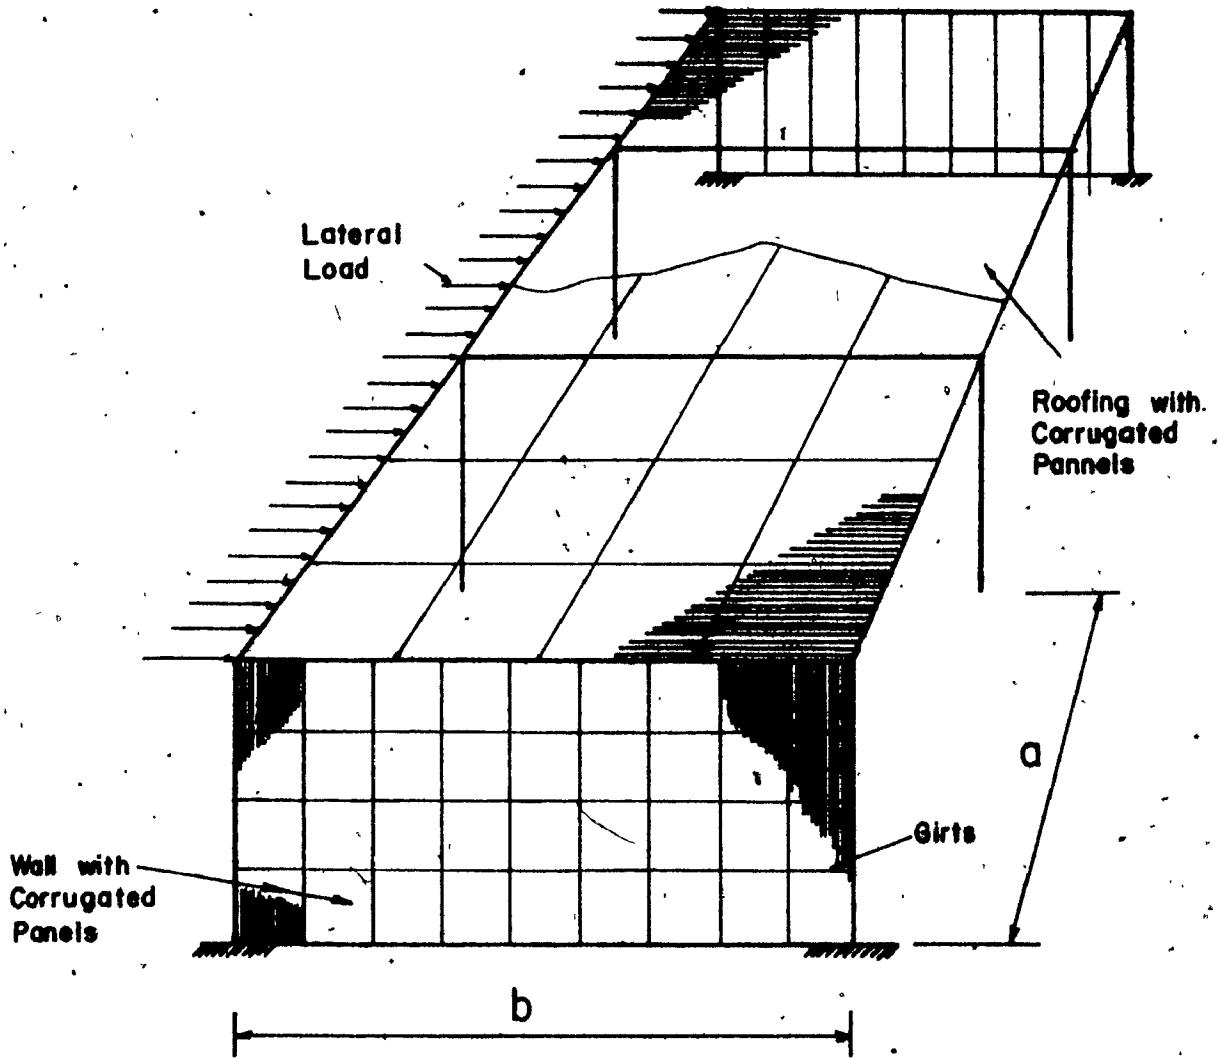 Lateral
Load
Roofing with
Corrugated
Pannels
a
Girts
Wall with
Corrugated
Panels
b